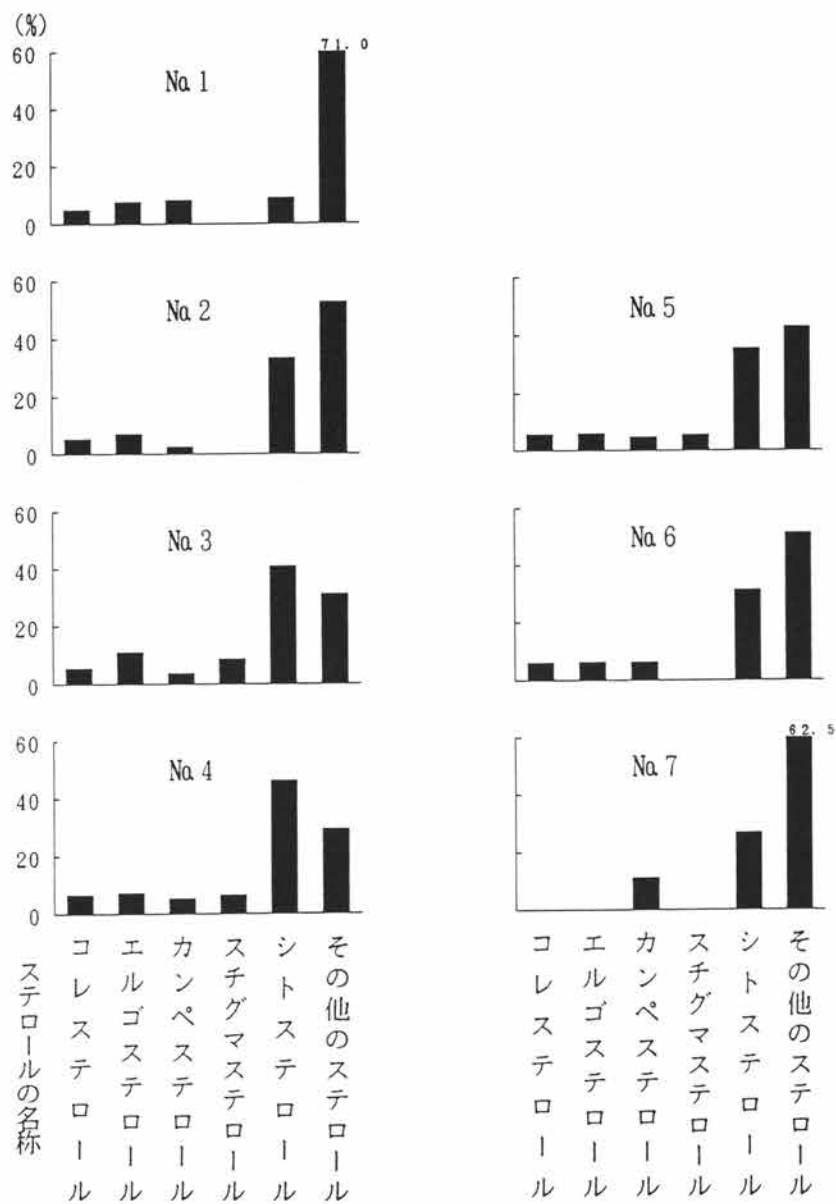 (%)
71.0
60
40
20
0
No.1
60
40
20
0
No.2
No.5
60
40
20
0
No.3
No.6
60
40
20
0
No.4
62.5
No.7
ステロールの名称
コレステロール
エルゴステロール
カンペステロール
スチグマステロール
シトステロール
その他のステロール
コレステロール
エルゴステロール
カンペステロール
スチグマステロール
シトステロール
その他のステロール